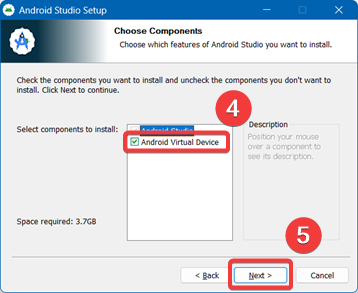 Android Studio Setup
Choose Components
Choose which features of Android Studio you want to install.
Check the components you want to install and uncheck the components you don't want to
install. Click Next to continue.
4
Select components to install:
Android Studio
Android Virtual Device
Description
Position your mouse
over a component to
see its description.
Space required: 3.7GB
5
< Back
Next >
Cancel